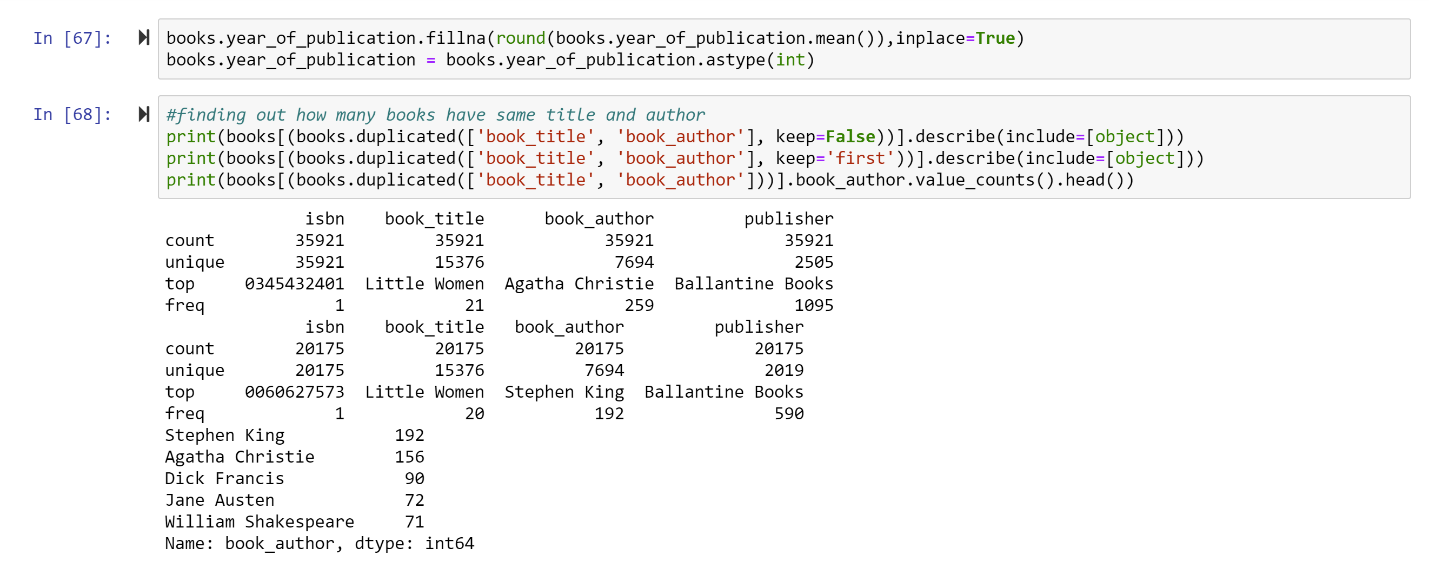 In [67]: books.year_of_publication.fillna(round(books.year_of_publication.mean()),inplace=True)
books.year_of_publication = books.year_of_publication.astype(int)
In [68]: #finding out how many books have same title and author
print(books[(books.duplicated(['book_title', 'book_author'], keep=False))].describe(include=[object]))
print(books[(books.duplicated(['book_title', 'book_author'], keep='first'))].describe(include=[object]))
print(books[(books.duplicated(['book_title', 'book_author']))].book_author.value_counts().head())
isbn book_title book_author publisher
count 35921 35921 35921 35921
unique 35921 15376 7694 2505
top 0345432401 Little Women Agatha Christie Ballantine Books
freq 1 21 259 1095
isbn book_title book_author publisher
count 20175 20175 20175 20175
unique 20175 15376 7694 2019
top 0060627573 Little Women Stephen King Ballantine Books
freq 1 20 192 590
Stephen King 192
Agatha Christie 156
Dick Francis 90
Jane Austen 72
William Shakespeare 71
Name: book_author, dtype: int64